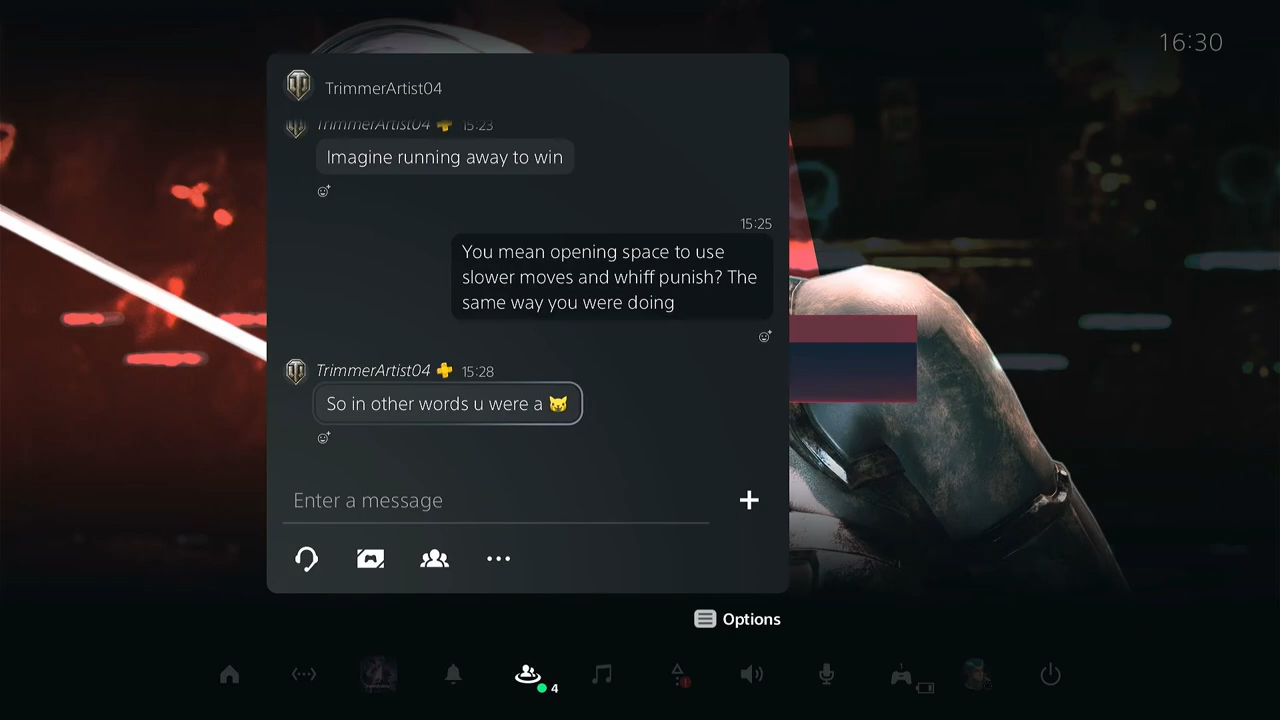 16:30
TrimmerArtist04
TrimmerArtist04 15:23
Imagine running away to win
15:25
You mean opening space to use
slower moves and whiff punish? The
same way you were doing
TrimmerArtist04 15:28
So in other words u were a 😼
Enter a message
Options
4